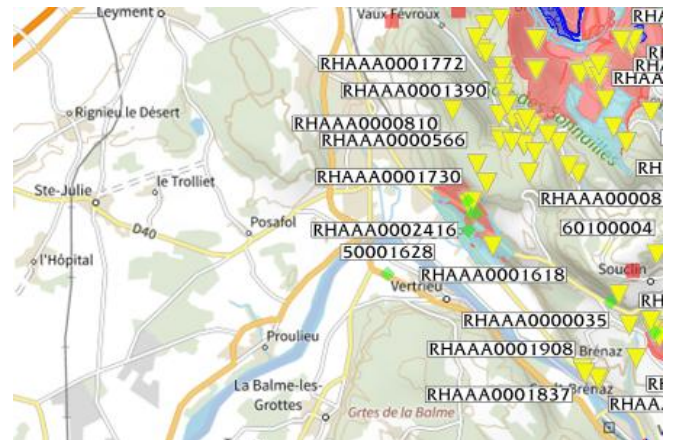 Leyment
Vaux Févroux
RHAAA0001772
RHAAA0001390
RHAAA0000810
RHAAA0000566
RHAAA0001730
Rignieu le Désert
Ste-Julie
le Trolliet
D40
Posafol
l'Hôpital
RHAAA0002416
50001628
RHAAA00008
60100004
RHAAA0001618
Souclin
Vertrieu
RHAAA0000035
RHAAA0001908
Brénaz
RHAAA0001837
Proulieu
La Balme-les-
Grottes
Grtes de la Balme